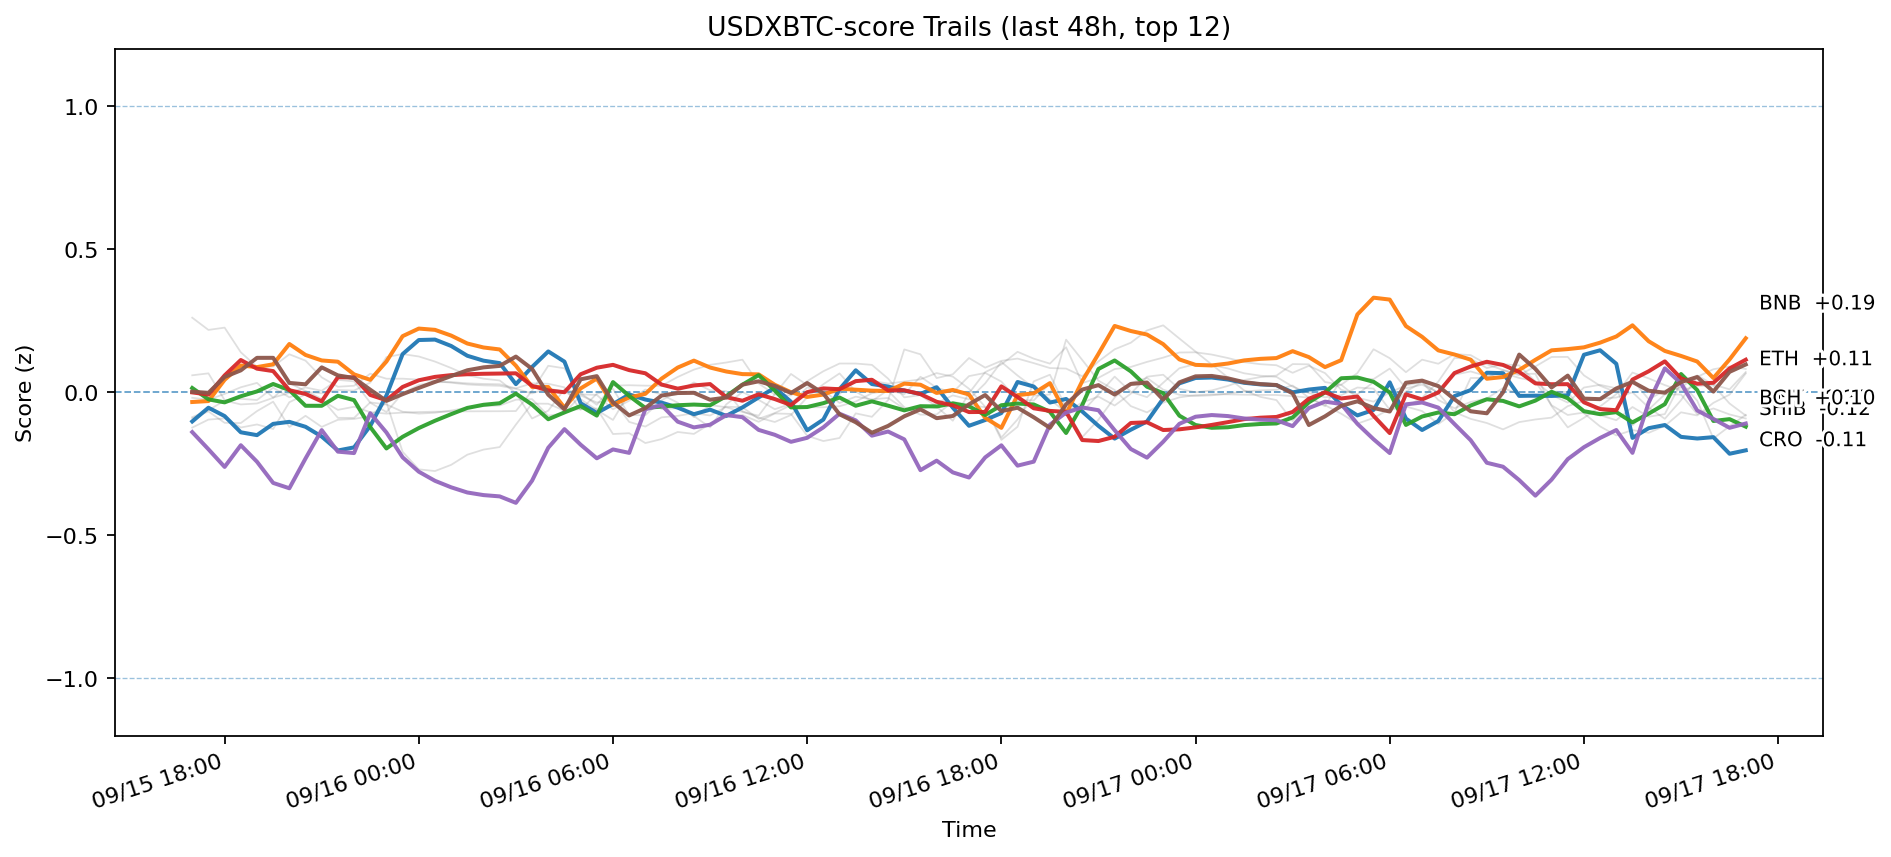 USDXBTC-score Trails (last 48h, top 12)
Score (z)
1.0
0.5
0.0
−0.5
−1.0
BNB +0.19
ETH +0.11
BCH +0.10
SHIB -0.12
CRO -0.11
09/15 18:00
09/16 00:00
09/16 06:00
09/16 12:00
09/16 18:00
09/17 00:00
09/17 06:00
09/17 12:00
09/17 18:00
Time